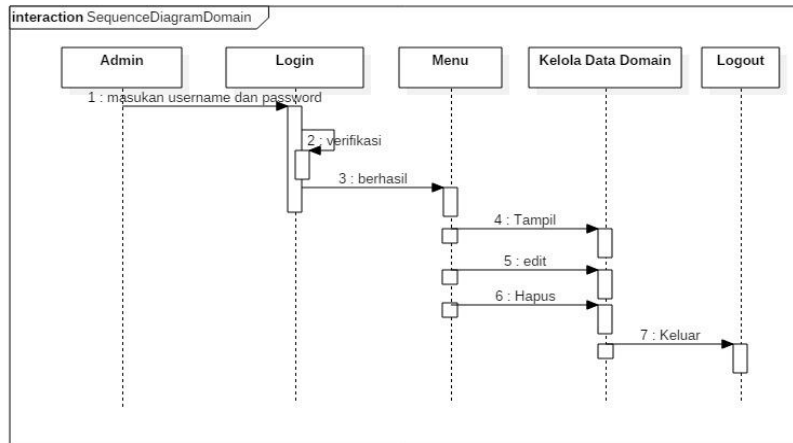 interaction SequenceDiagramDomain
Admin
Login
Menu
Kelola Data Domain
Logout
1 : masukan username dan password
2 : verifikasi
3 : berhasil
4 : Tampil
5 : edit
6 : Hapus
7 : Keluar